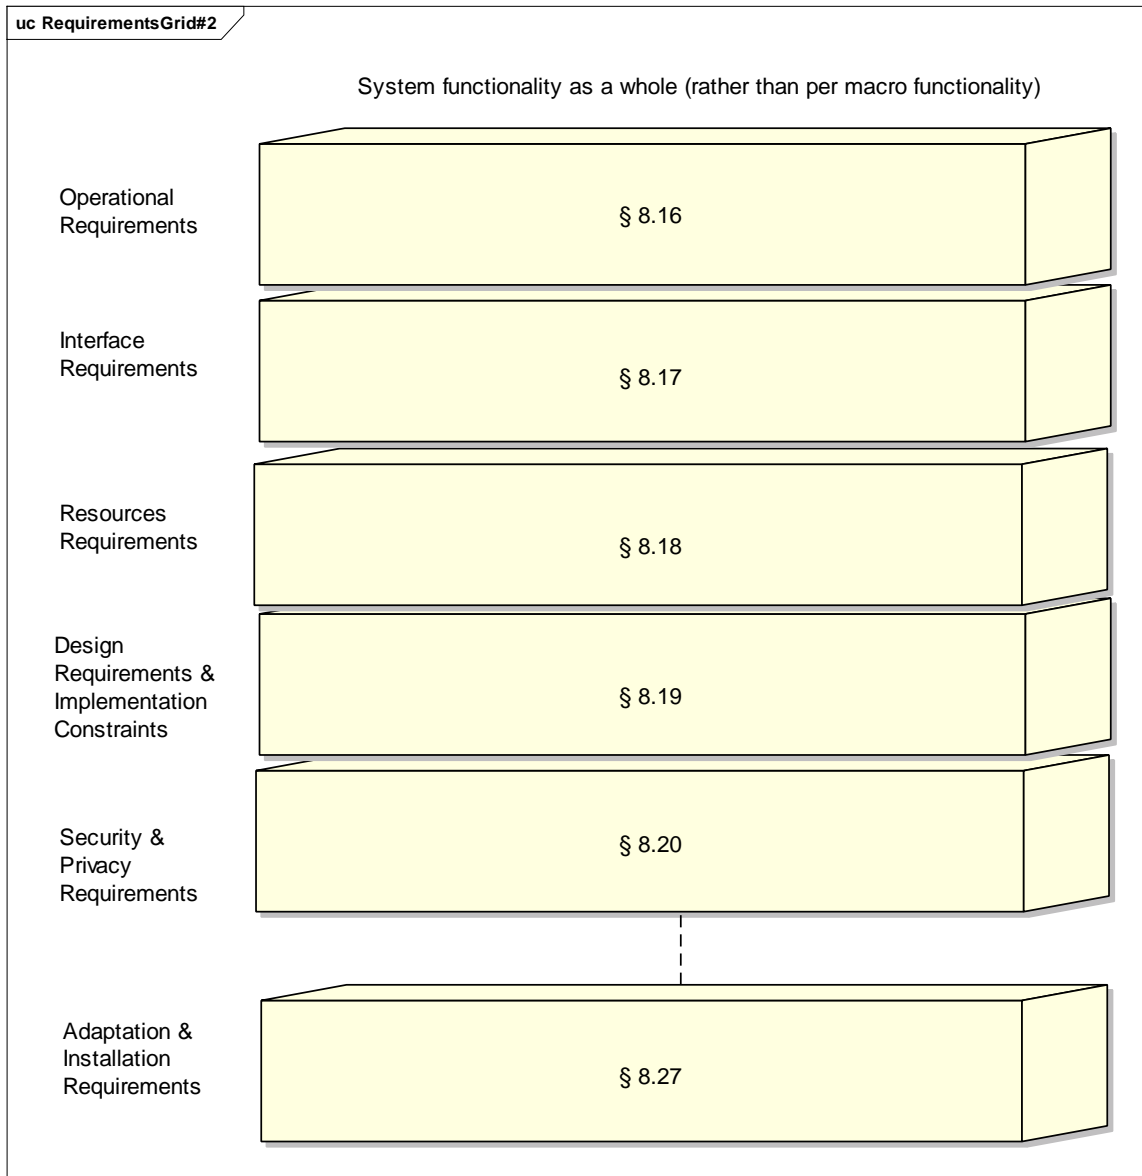 uc RequirementsGrid#2
System functionality as a whole (rather than per macro functionality)
Operational
Requirements
§ 8.16
Interface
Requirements
§ 8.17
Resources
Requirements
§ 8.18
Design
Requirements &
Implementation
Constraints
§ 8.19
Security &
Privacy
Requirements
§ 8.20
Adaptation &
Installation
Requirements
§ 8.27